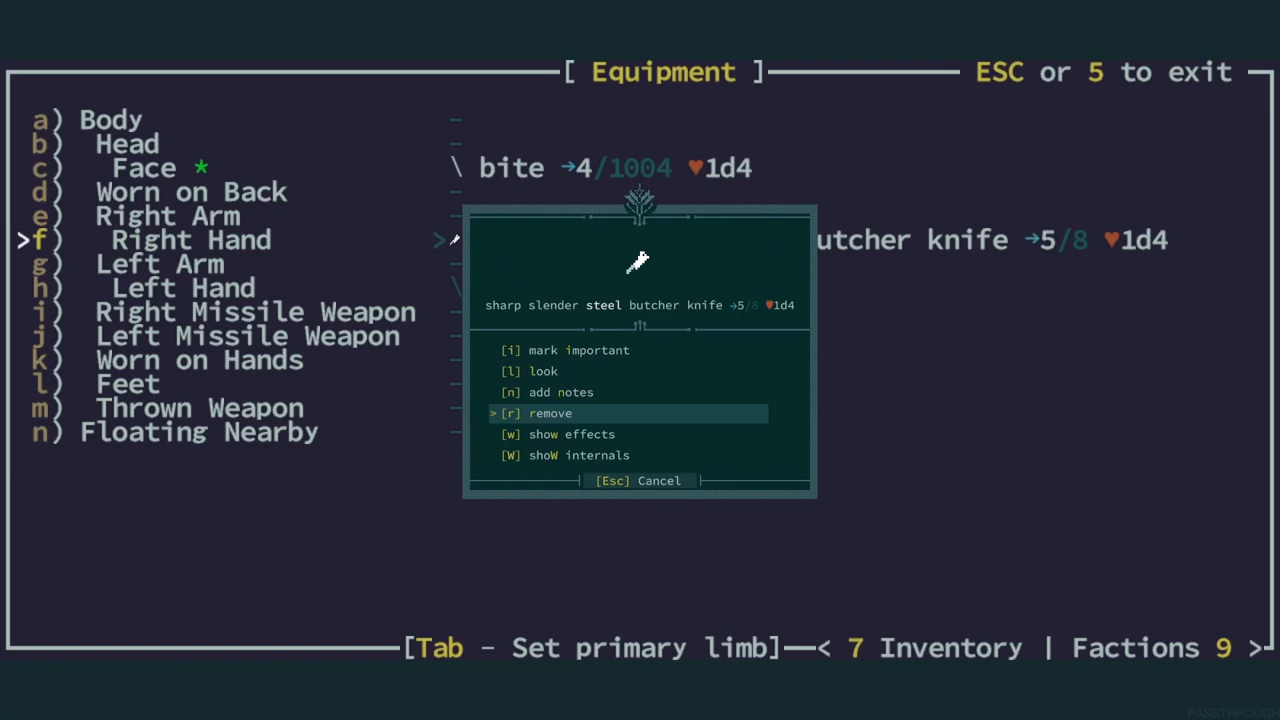 [ Equipment ] ESC or 5 to exit
a) Body -
b) Head -
c) Face * \ bite →4/1004 ♥1d4
d) Worn on Back -
e) Right Arm -
>f) Right Hand > utcher knife →5/8 ♥1d4
g) Left Arm -
h) Left Hand \
i) Right Missile Weapon -
j) Left Missile Weapon -
k) Worn on Hands -
l) Feet -
m) Thrown Weapon -
n) Floating Nearby -
sharp slender steel butcher knife →5/8 ♥1d4
[i] mark important
[l] look
[n] add notes
> [r] remove
[w] show effects
[W] shoW internals
[Esc] Cancel
[Tab - Set primary limb] < 7 Inventory | Factions 9 >
PASSTHROUGH